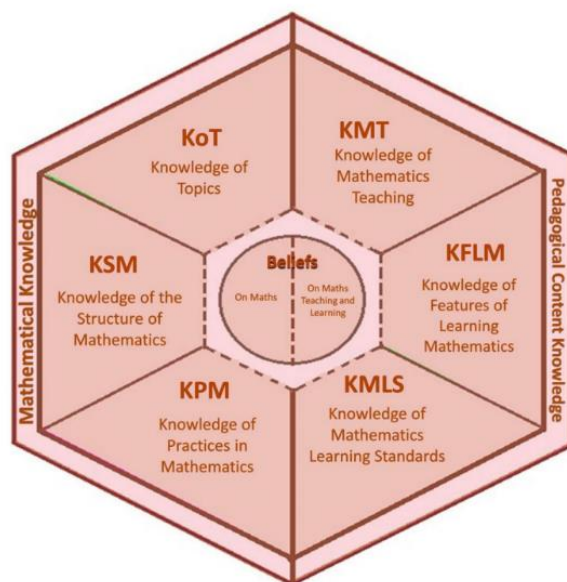 KoT
Knowledge of
Topics
KMT
Knowledge of
Mathematics
Teaching
Mathematical Knowledge
KSM
Knowledge of the
Structure of
Mathematics
Beliefs
On Maths
On Maths
Teaching and
Learning
KFLM
Knowledge of
Features of
Learning
Mathematics
Pedagogical Content Knowledge
KPM
Knowledge of
Practices in
Mathematics
KMLS
Knowledge of
Mathematics
Learning Standards